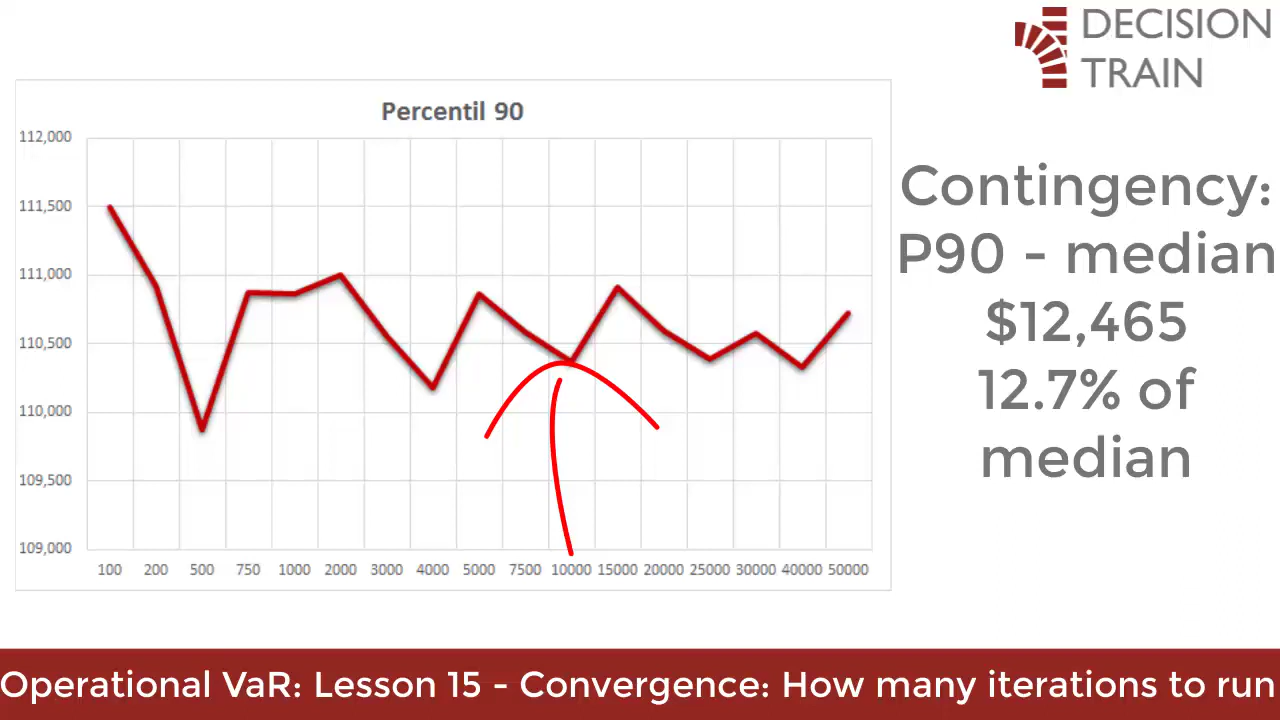 DECISION
TRAIN
Percentil 90
112,000
111,500
111,000
110,500
110,000
109,500
109,000
100 200 500 750 1000 2000 3000 4000 5000 7500 10000 15000 20000 25000 30000 40000 50000
Contingency:
P90 - median
$12,465
12.7% of
median
Operational VaR: Lesson 15 - Convergence: How many iterations to run